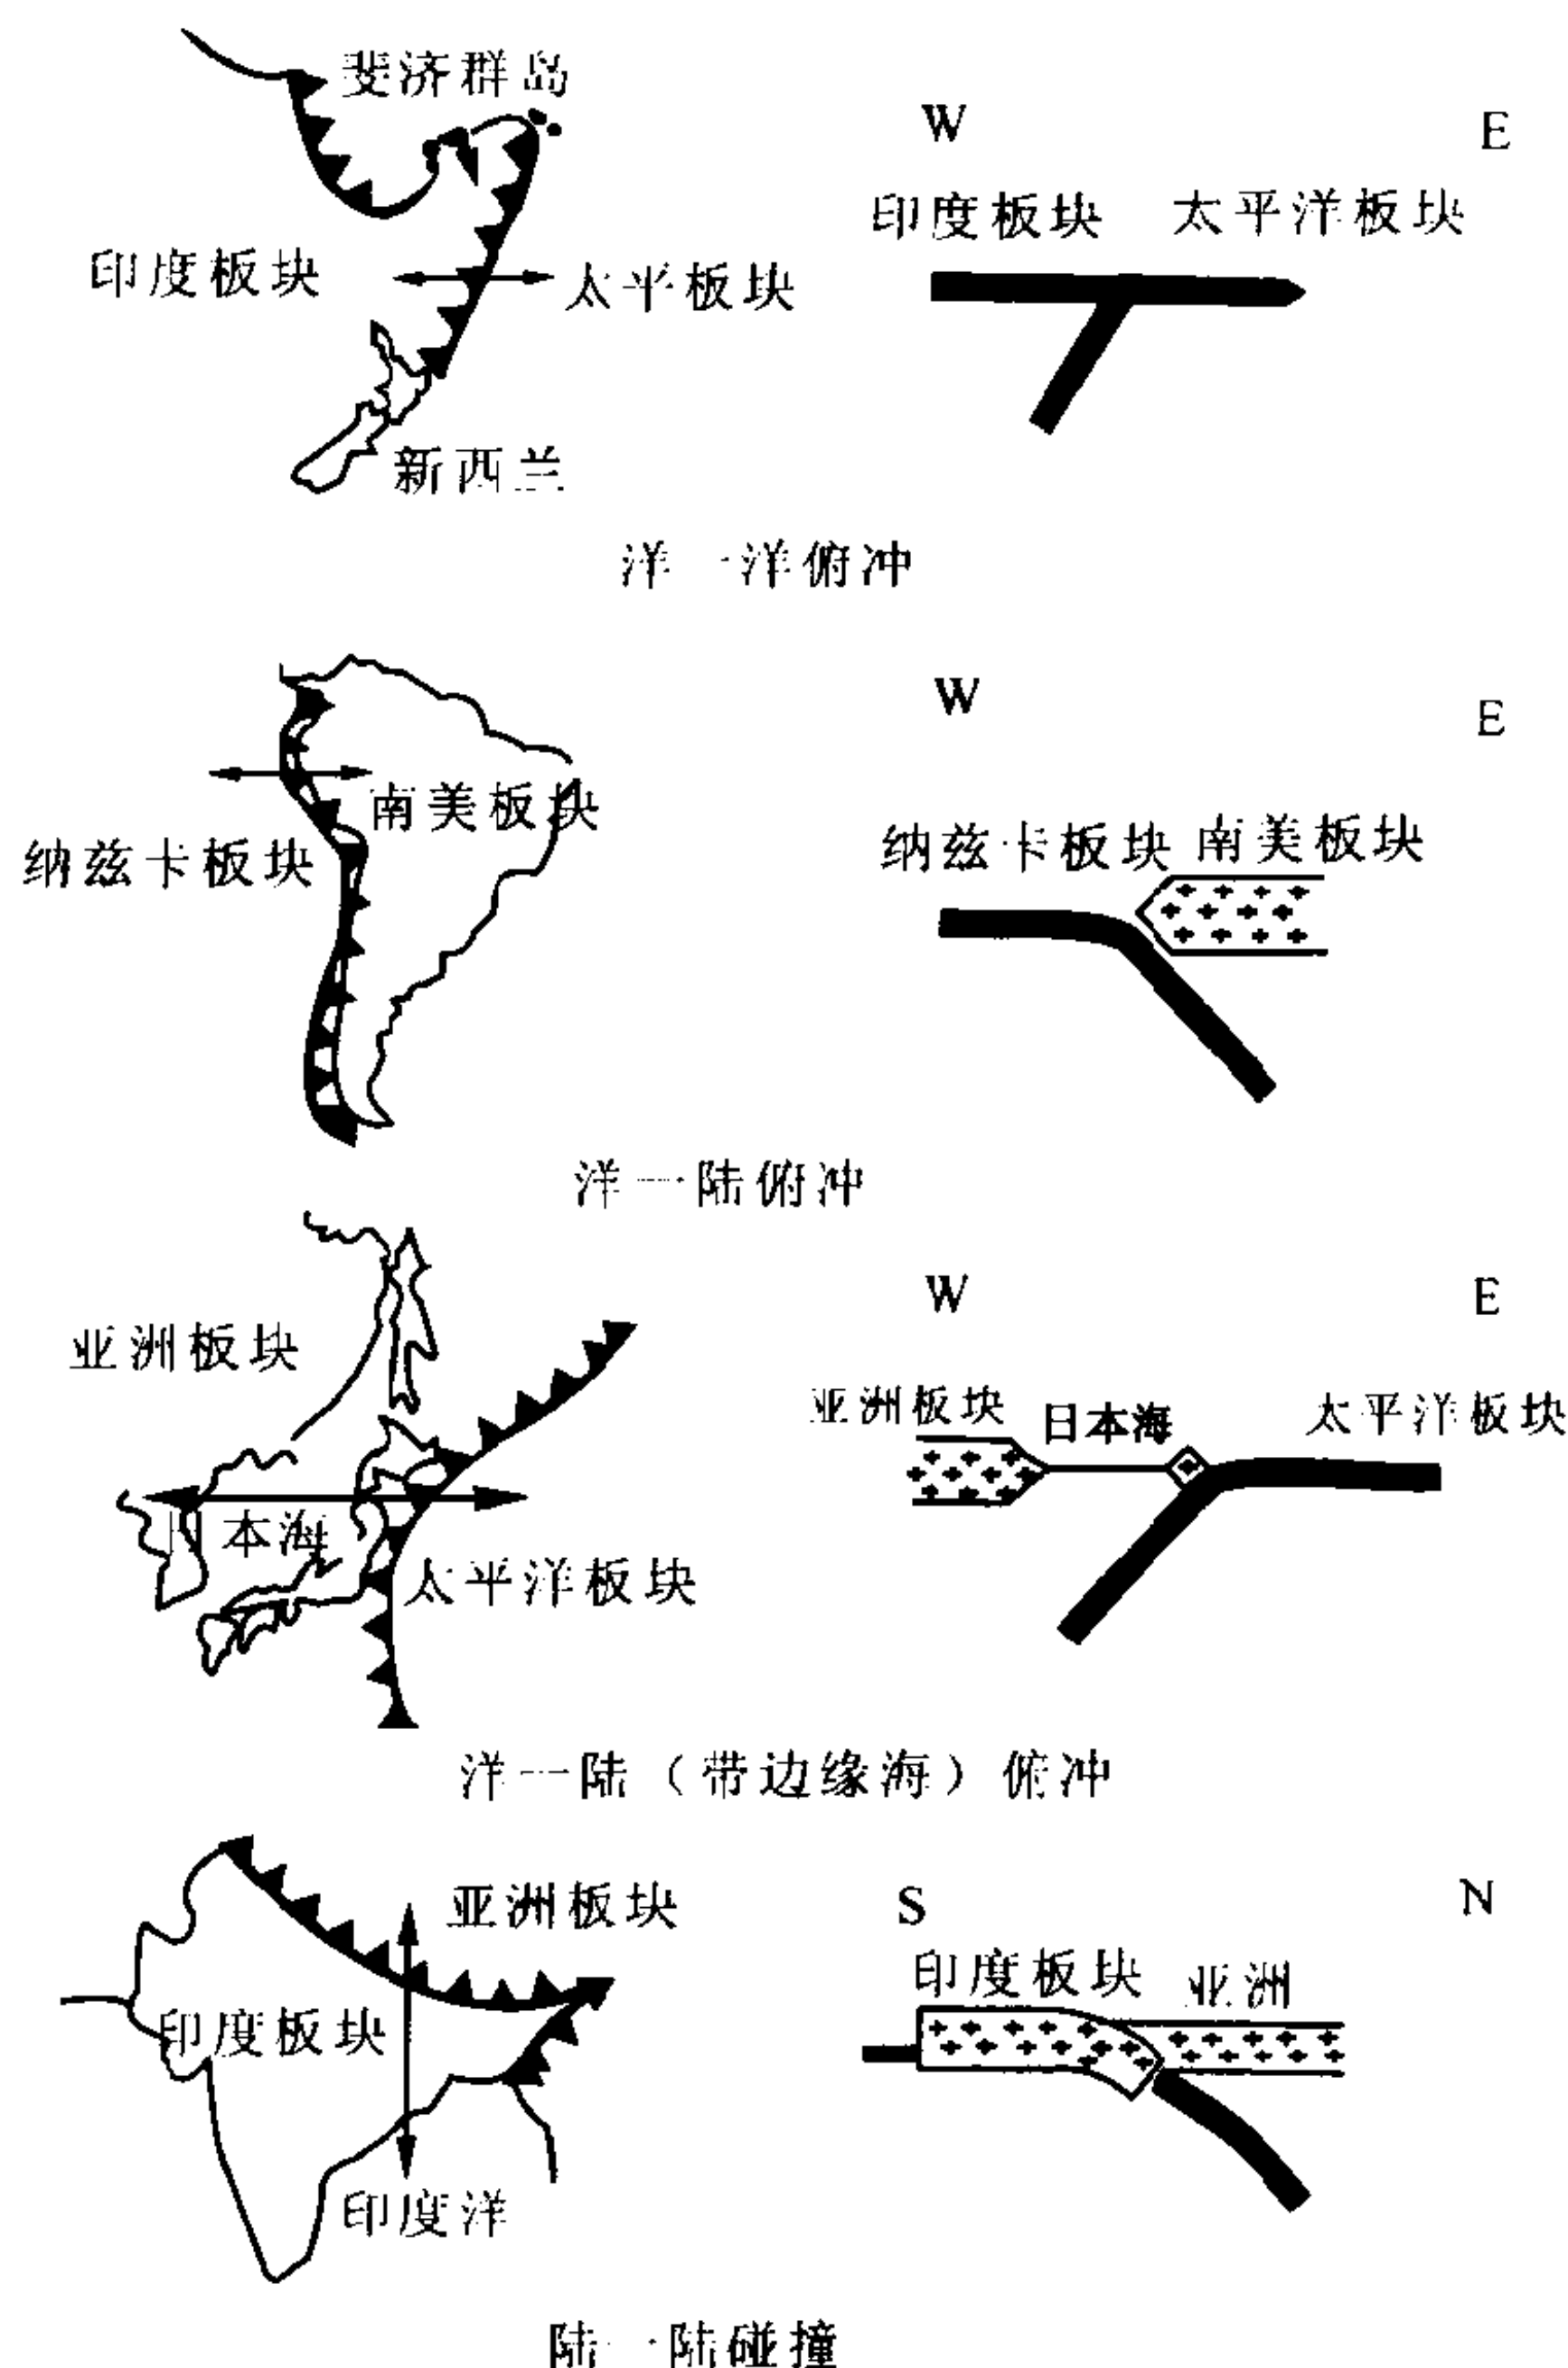 斐济群岛
W E
印度板块 太平洋板块
印度板块 太平板块
新西兰
洋一洋俯冲
W E
南美板块
纳兹卡板块
纳兹卡板块 南美板块
洋一陆俯冲
W E
亚洲板块
亚洲板块 日本海 太平洋板块
日本海
太平洋板块
洋一陆（带边缘海）俯冲
亚洲板块
S N
印度板块 亚洲
印度板块
印度洋
陆一陆碰撞